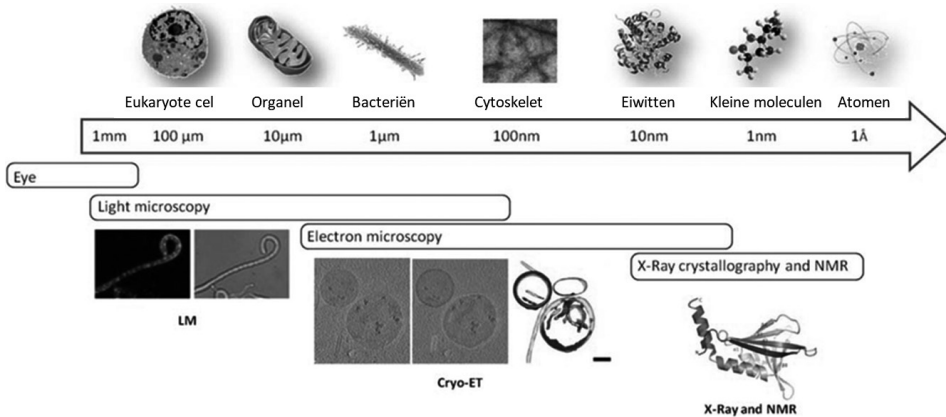 Eukaryote cel Organel Bacteriën Cytoskelet Eiwitten Kleine moleculen Atomen
1mm 100 µm 10µm 1µm 100nm 10nm 1nm 1Å
Eye
Light microscopy
Electron microscopy
X-Ray crystallography and NMR
LM
Cryo-ET
X-Ray and NMR